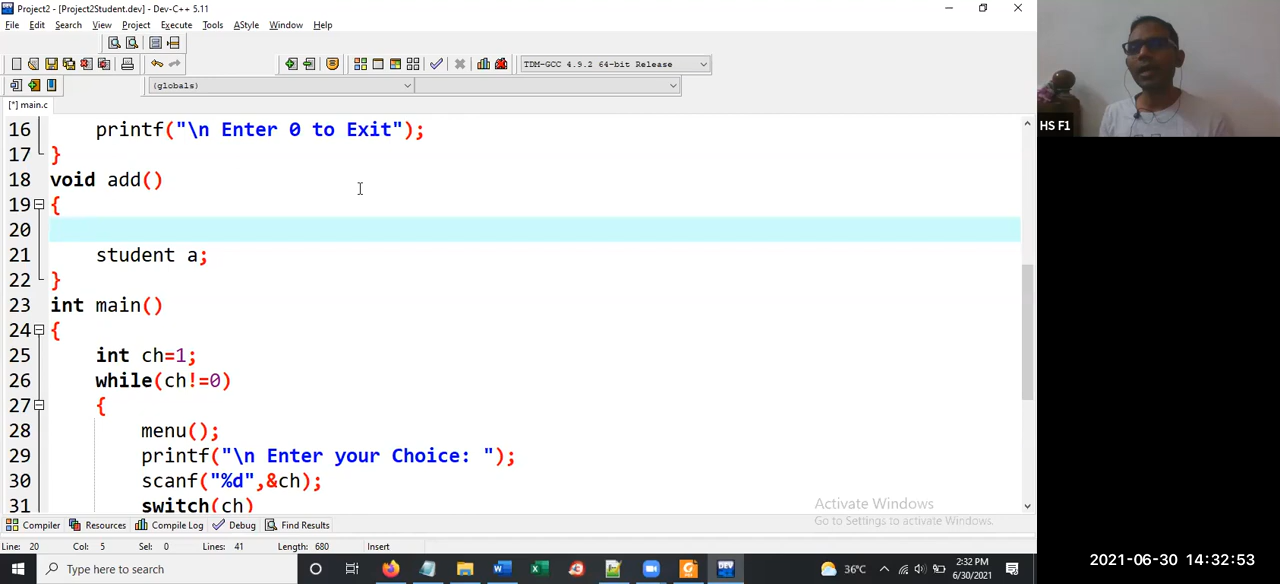 Project2 - [Project2Student.dev] - Dev-C++ 5.11
File Edit Search View Project Execute Tools AStyle Window Help
TDM-GCC 4.9.2 64-bit Release
(globals)
[*] main.c
HS F1
16 printf("\n Enter 0 to Exit");
17 }
18 void add()
19 {
20
21 student a;
22 }
23 int main()
24 {
25 int ch=1;
26 while(ch!=0)
27 {
28 menu();
29 printf("\n Enter your Choice: ");
30 scanf("%d",&ch);
31 switch(ch)
Activate Windows
Go to Settings to activate Windows.
Compiler Resources Compile Log Debug Find Results
Line: 20 Col: 5 Sel: 0 Lines: 41 Length: 680 Insert
Type here to search
DEV
36°C
2:32 PM
6/30/2021
2021-06-30 14:32:53